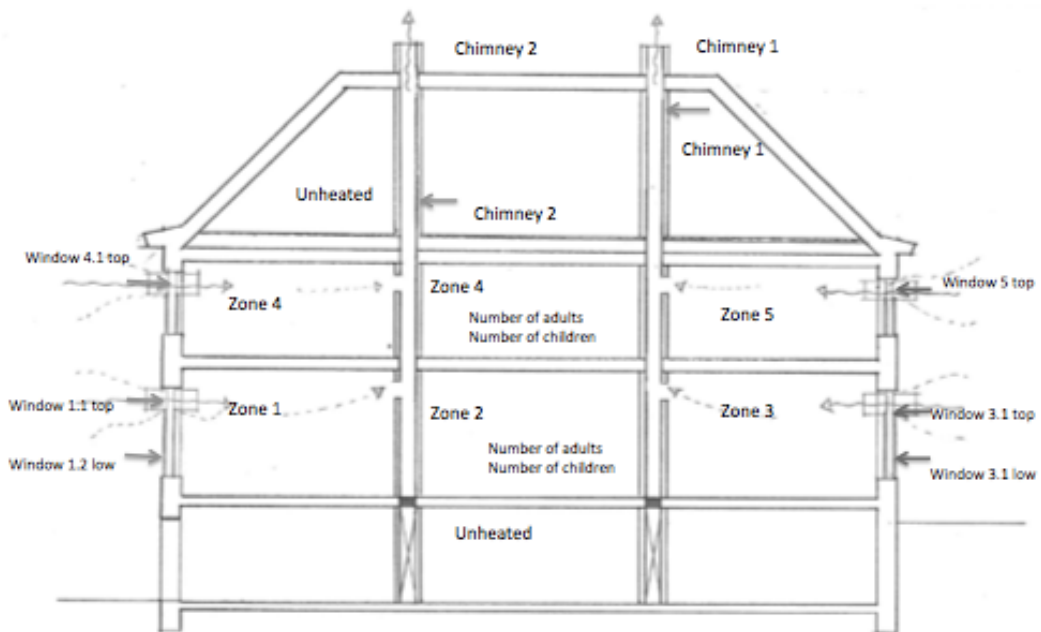 Chimney 2
Chimney 1
Chimney 1
Unheated
Chimney 2
Window 4.1 top
Zone 4
Zone 4
Number of adults
Number of children
Zone 5
Window 5 top
Window 1.1 top
Zone 1
Zone 2
Zone 3
Window 3.1 top
Number of adults
Number of children
Window 1.2 low
Window 3.1 low
Unheated